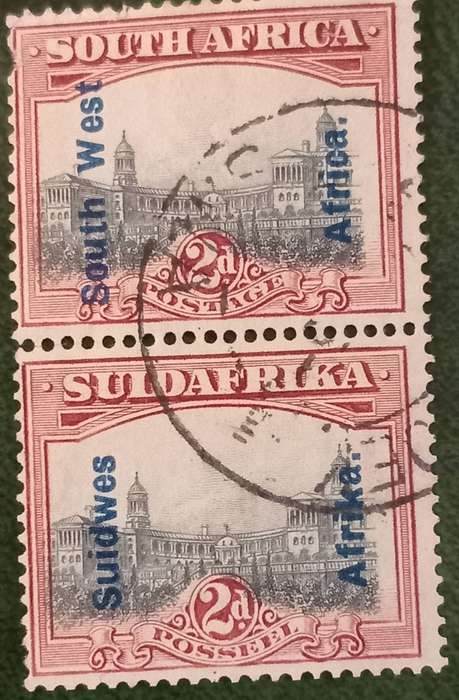 SOUTH AFRICA
South West
Africa.
2d
POSTAGE
SUIDAFRIKA
Suidwes
Afrika.
2d.
POSSEEL